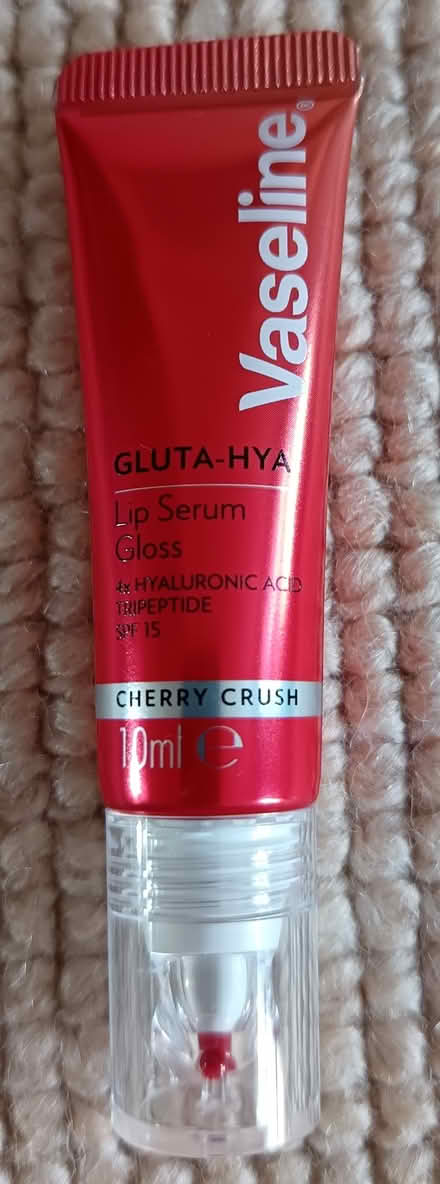 Vaseline®
GLUTA-HYA
Lip Serum
Gloss
4x HYALURONIC ACID
TRIPEPTIDE
SPF 15
CHERRY CRUSH
10ml ℮